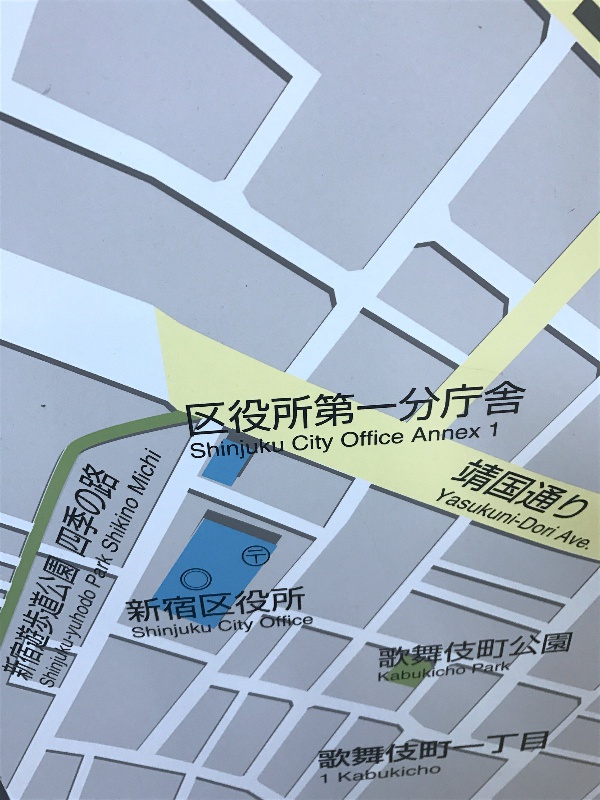 区役所第一分庁舎
Shinjuku City Office Annex 1
靖国通り
Yasukuni-Dori Ave.
新宿遊歩道公園 四季の路
Shinjuku-yuhodo Park Shikino Michi
〒
新宿区役所
Shinjuku City Office
歌舞伎町公園
Kabukicho Park
歌舞伎町一丁目
1 Kabukicho